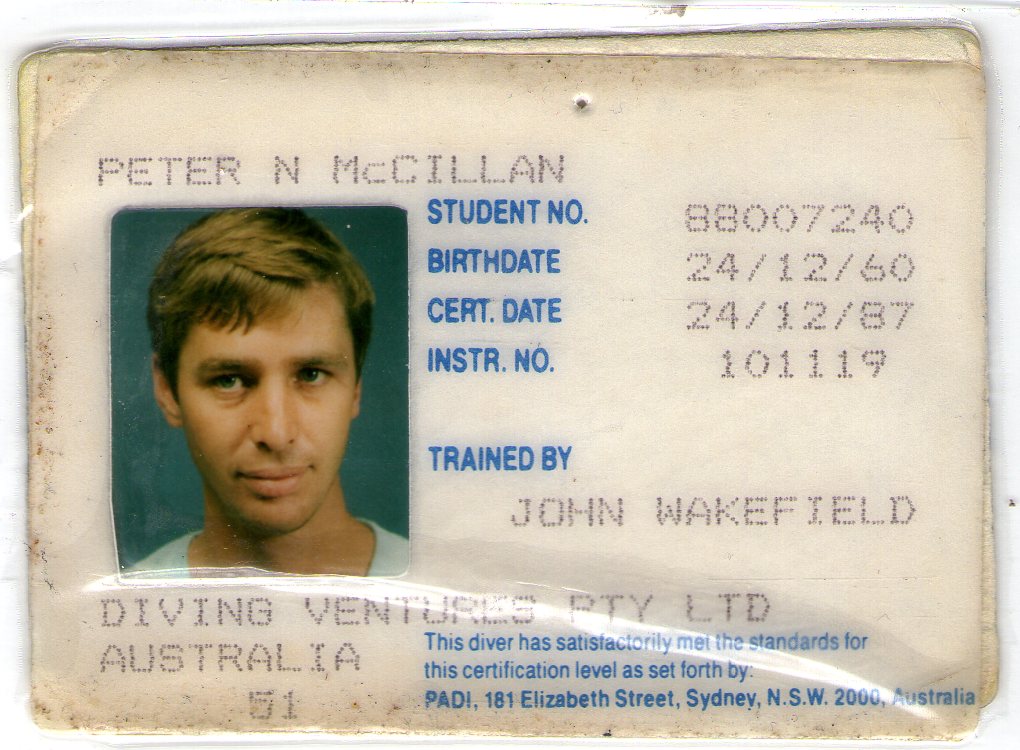 PETER N McGILLAN
STUDENT NO. 88007240
BIRTHDATE 24/12/60
CERT. DATE 24/12/87
INSTR. NO. 101119
TRAINED BY
JOHN WAKEFIELD
DIVING VENTURES PTY LTD
AUSTRALIA
51
This diver has satisfactorily met the standards for
this certification level as set forth by:
PADI, 181 Elizabeth Street, Sydney, N.S.W. 2000, Australia